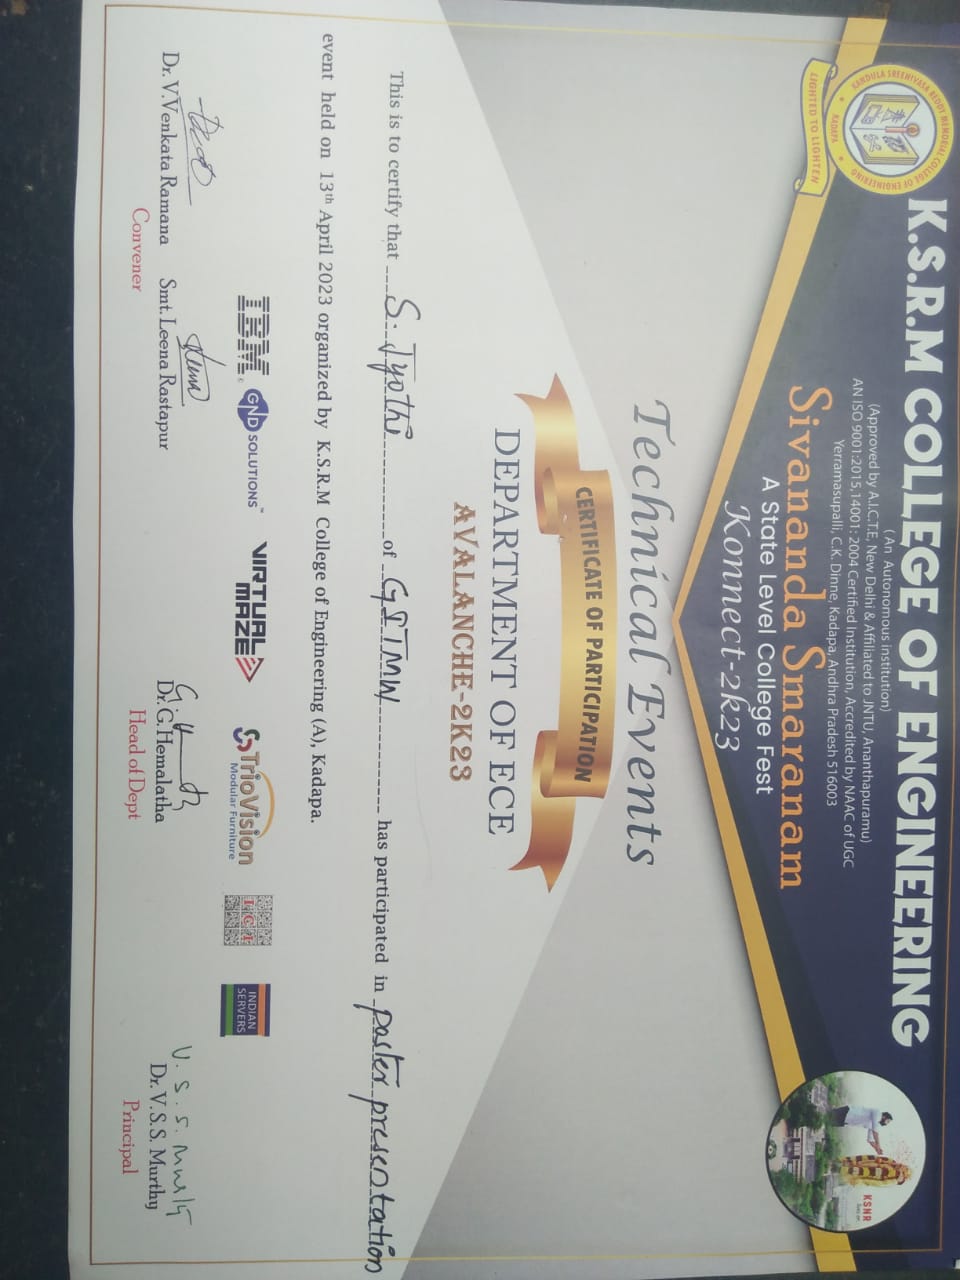 KANDULA SREENIVASA REDDY MEMORIAL COLLEGE OF ENGINEERING
KADAPA
LIGHTED TO LIGHTEN
K.S.R.M COLLEGE OF ENGINEERING
( An Autonomous institution)
(Approved by A.I.C.T.E, New Delhi & Affiliated to JNTU, Ananthapuramu)
AN ISO 9001:2015,14001: 2004 Certified Institution, Accredited by NAAC of UGC
Yerramasupalli, C.K. Dinne, Kadapa, Andhra Pradesh 516003
KSNR
Sivananda Smaranam
A State Level College Fest
Konnect-2k23
Technical Events
CERTIFICATE OF PARTICIPATION
DEPARTMENT OF ECE
AVALANCHE-2K23
This is to certify that S. Jyothi of GITMW has participated in poster presentation
event held on 13th April 2023 organized by K.S.R.M College of Engineering (A), Kadapa.
IBM GND SOLUTIONS™ VIRTUAL MAZE TrioVision Modular Furniture ICI INDIAN SERVERS
V. S. S. Murthy
Dr. V.Venkata Ramana Smt. Leena Rastapur Dr. G. Hemalatha Dr. V.S.S. Murthy
Convener Head of Dept Principal